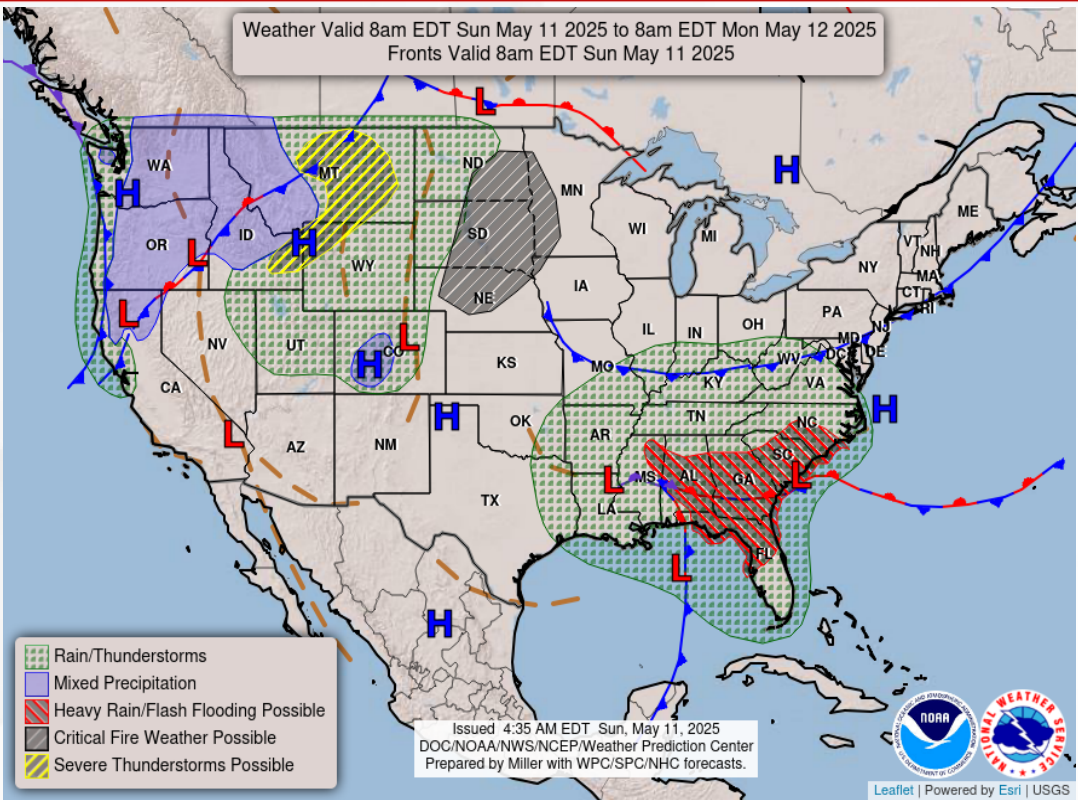 Weather Valid 8am EDT Sun May 11 2025 to 8am EDT Mon May 12 2025
Fronts Valid 8am EDT Sun May 11 2025
L
WA
MT
ND
MN
H
ME
H
OR
ID
H
SD
WI
MI
VT
NH
NY
MA
L
WY
CT
RI
L
NV
UT
H
CO
L
NE
IA
IL
IN
OH
PA
NJ
MD
DE
DC
WV
CA
KS
MO
KY
VA
H
L
AZ
NM
H
OK
AR
TN
NC
SC
TX
L
MS
AL
GA
L
LA
L
FL
H
Rain/Thunderstorms
Mixed Precipitation
Heavy Rain/Flash Flooding Possible
Critical Fire Weather Possible
Severe Thunderstorms Possible
Issued 4:35 AM EDT Sun, May 11, 2025
DOC/NOAA/NWS/NCEP/Weather Prediction Center
Prepared by Miller with WPC/SPC/NHC forecasts.
NOAA
NATIONAL WEATHER SERVICE
Leaflet | Powered by Esri | USGS